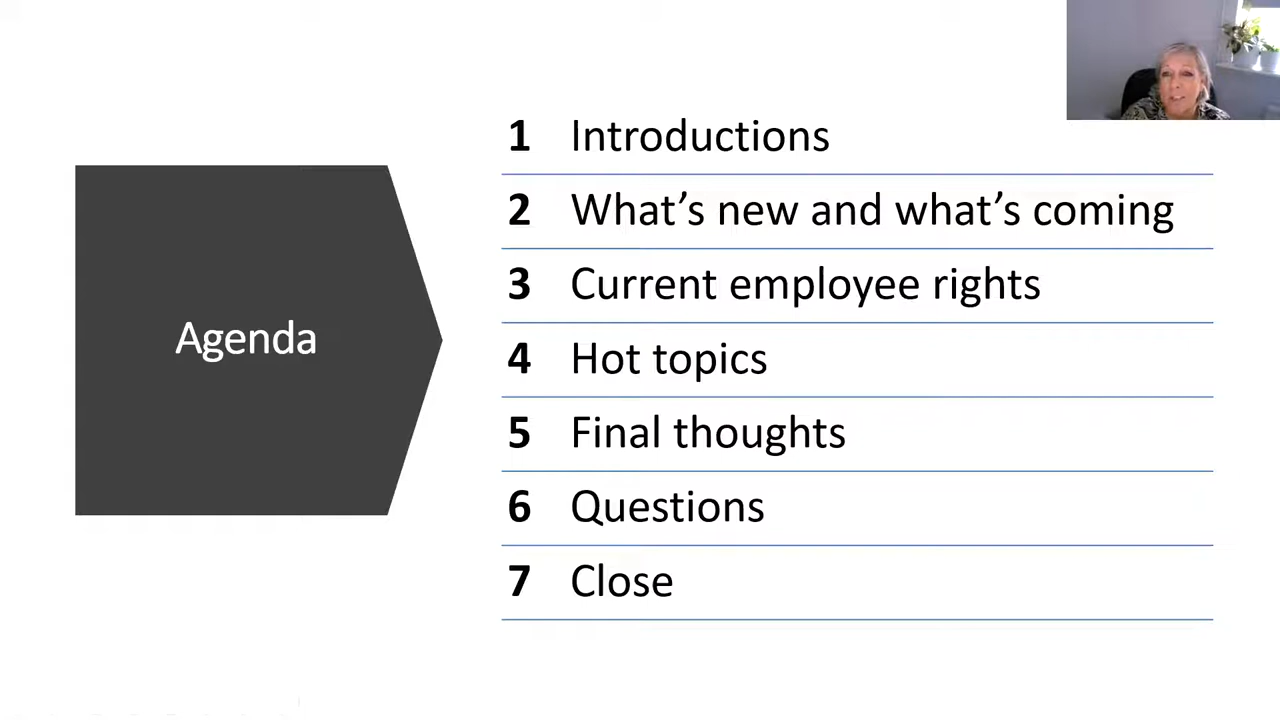 Agenda
1 Introductions
2 What’s new and what’s coming
3 Current employee rights
4 Hot topics
5 Final thoughts
6 Questions
7 Close